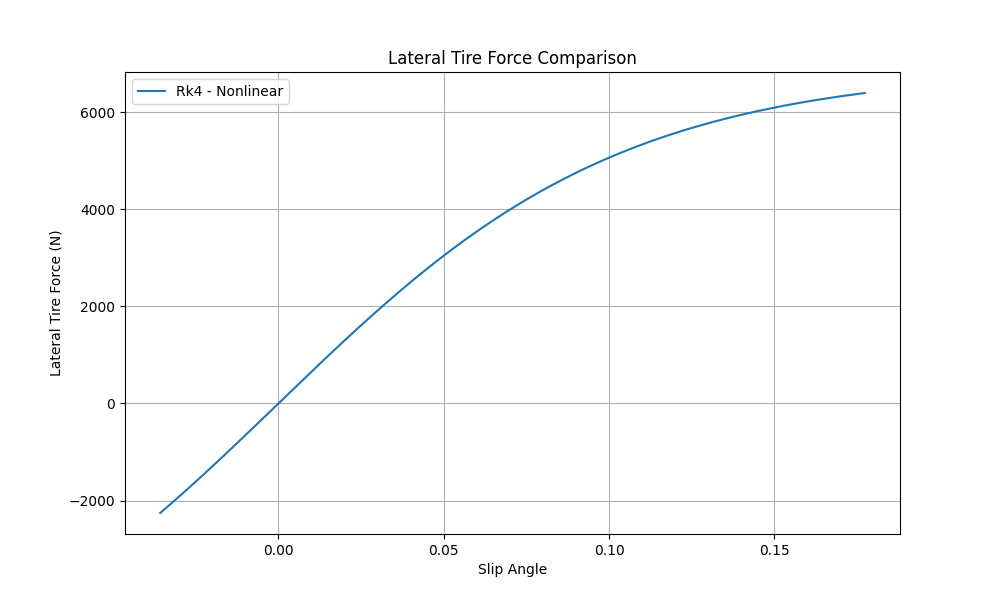 Lateral Tire Force Comparison
Rk4 - Nonlinear
6000
4000
2000
0
−2000
Lateral Tire Force (N)
0.00 0.05 0.10 0.15
Slip Angle